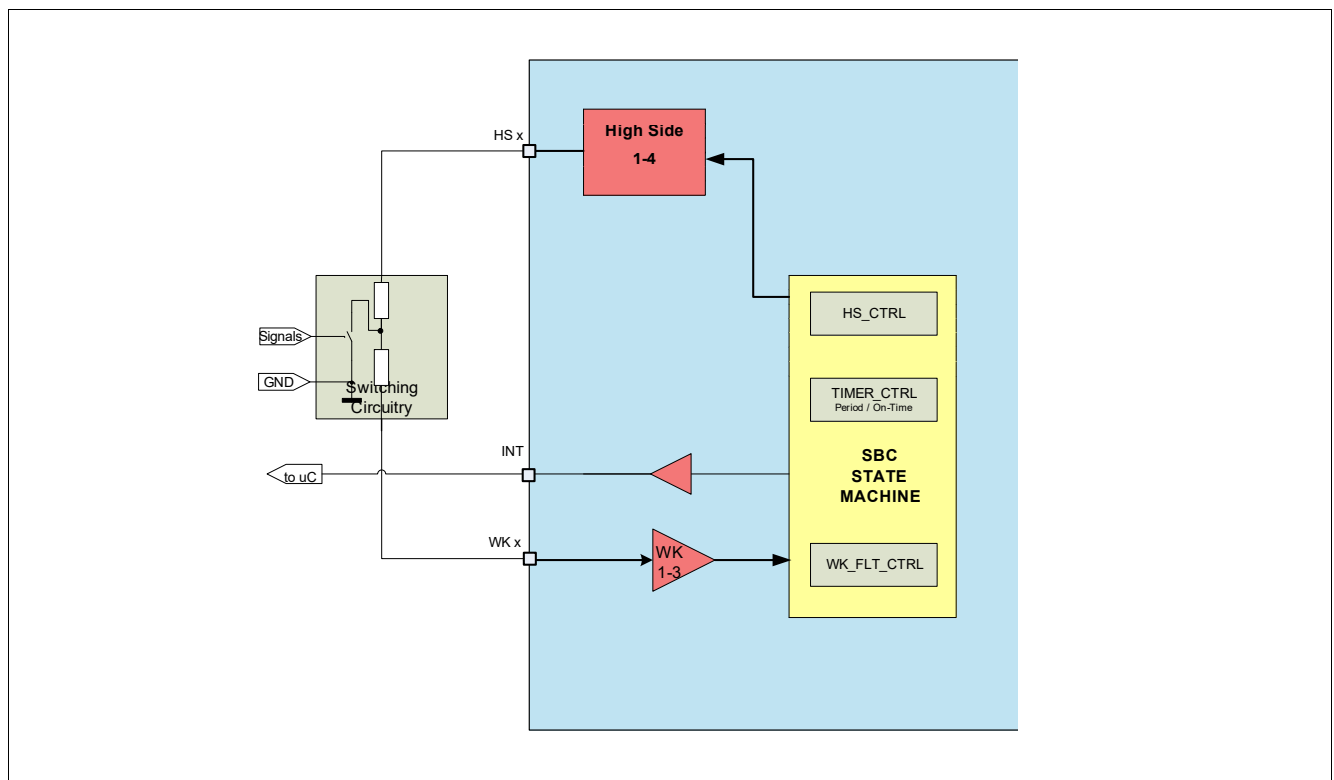 HS x
High Side
1-4
HS_CTRL
Signals
TIMER_CTRL
Period / On-Time
GND
Switching
Circuitry
INT
SBC
STATE
MACHINE
to uC
WK x
WK
1-3
WK_FLT_CTRL